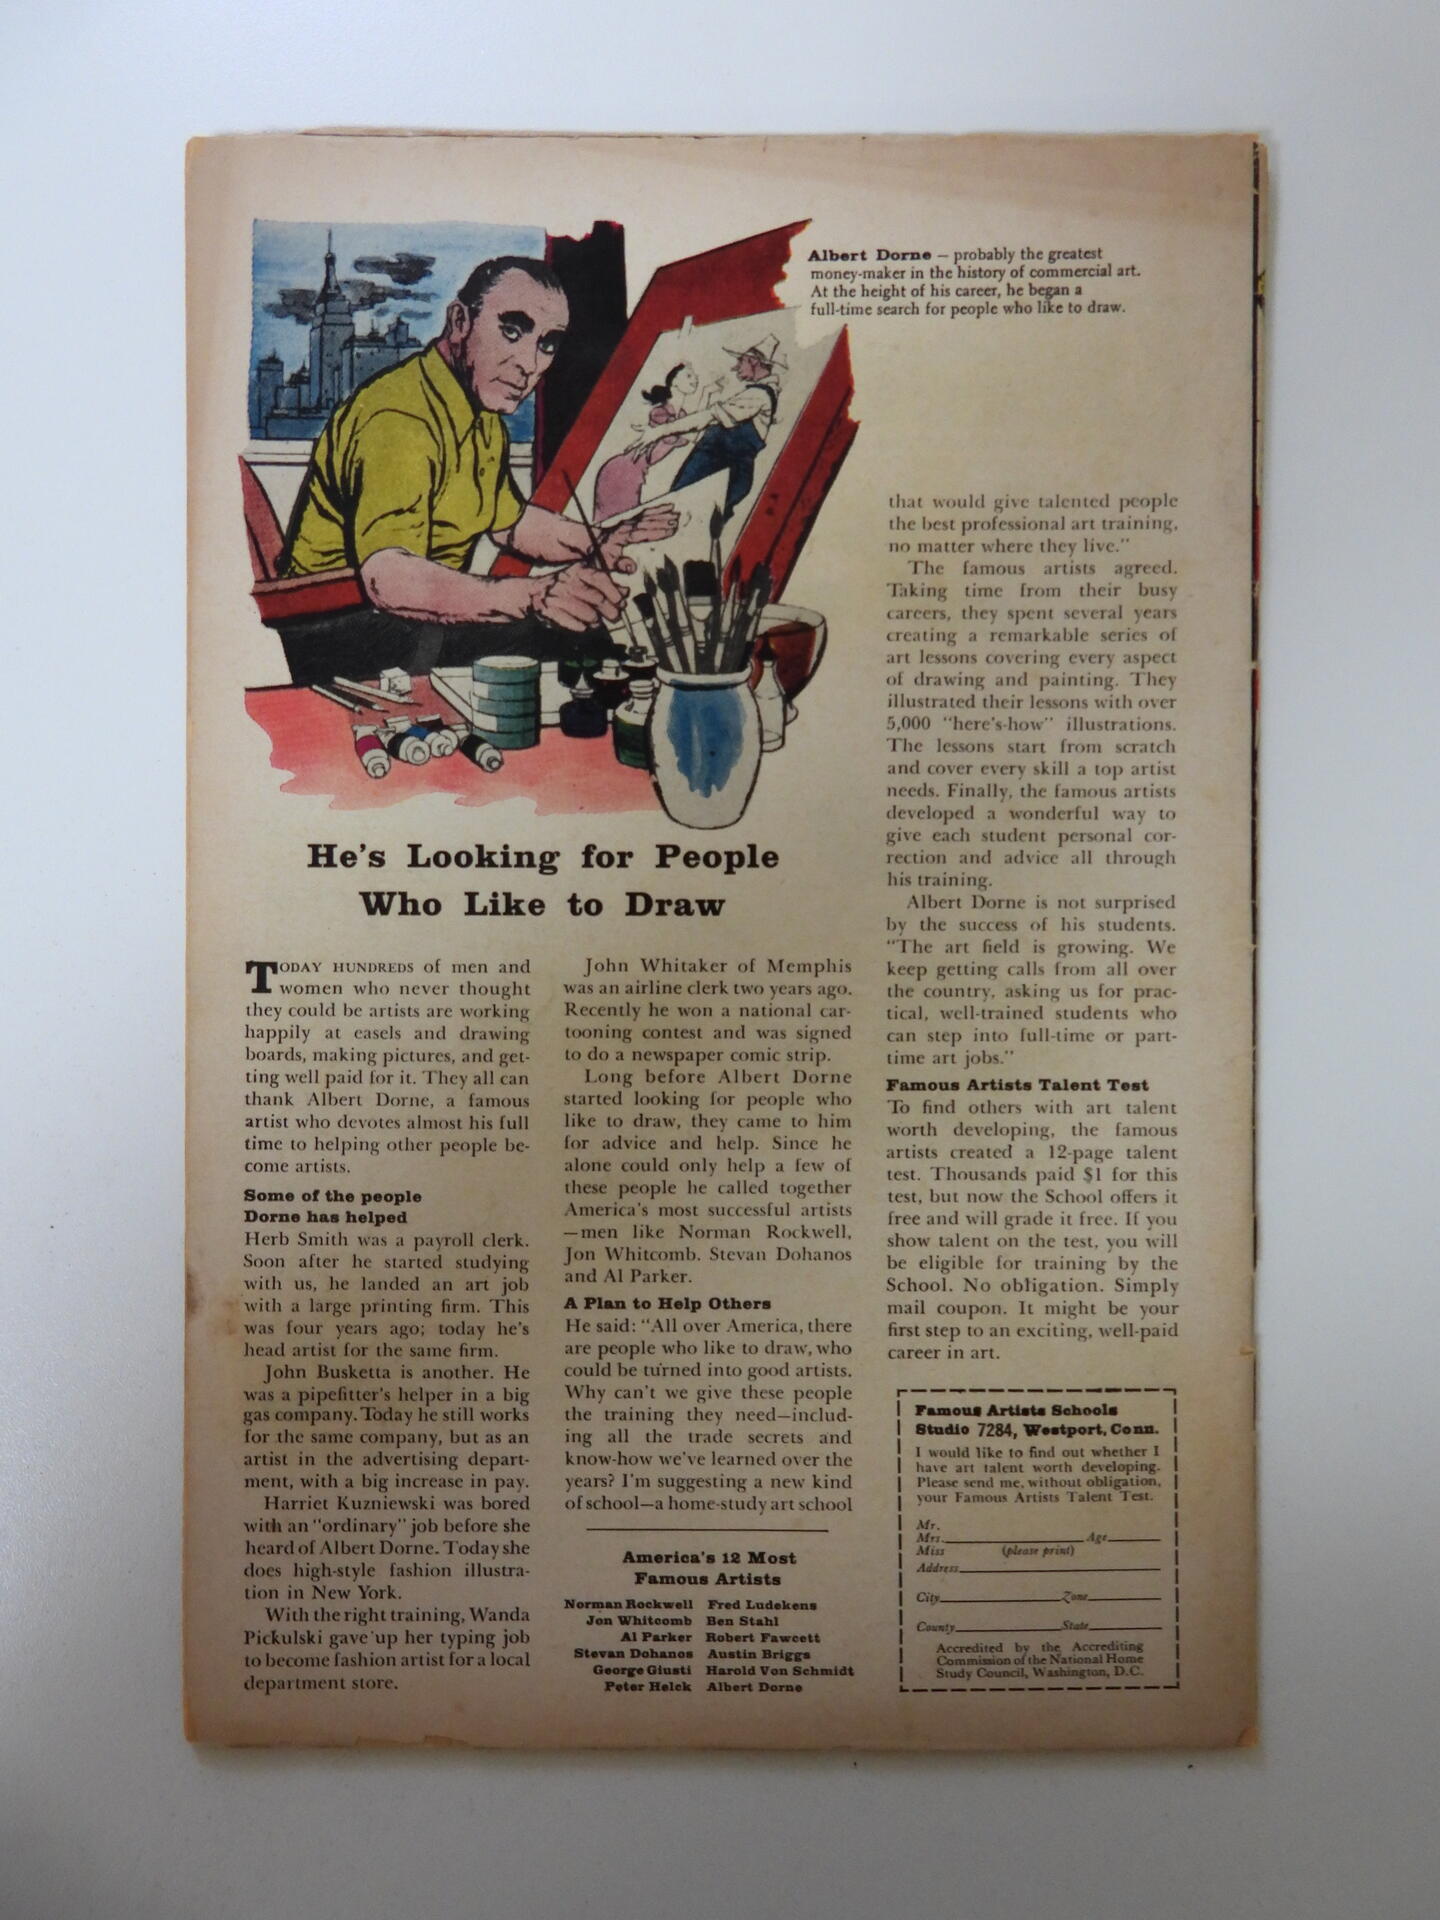 Albert Dorne — probably the greatest
money-maker in the history of commercial art.
At the height of his career, he began a
full-time search for people who like to draw.
He's Looking for People
Who Like to Draw
TODAY HUNDREDS of men and
women who never thought
they could be artists are working
happily at easels and drawing
boards, making pictures, and get-
ting well paid for it. They all can
thank Albert Dorne, a famous
artist who devotes almost his full
time to helping other people be-
come artists.
Some of the people
Dorne has helped
Herb Smith was a payroll clerk.
Soon after he started studying
with us, he landed an art job
with a large printing firm. This
was four years ago; today he's
head artist for the same firm.
John Busketta is another. He
was a pipefitter's helper in a big
gas company. Today he still works
for the same company, but as an
artist in the advertising depart-
ment, with a big increase in pay.
Harriet Kuzniewski was bored
with an "ordinary" job before she
heard of Albert Dorne. Today she
does high-style fashion illustra-
tion in New York.
With the right training, Wanda
Pickulski gave up her typing job
to become fashion artist for a local
department store.
John Whitaker of Memphis
was an airline clerk two years ago.
Recently he won a national car-
tooning contest and was signed
to do a newspaper comic strip.
Long before Albert Dorne
started looking for people who
like to draw, they came to him
for advice and help. Since he
alone could only help a few of
these people he called together
America's most successful artists
—men like Norman Rockwell,
Jon Whitcomb. Stevan Dohanos
and Al Parker.
A Plan to Help Others
He said: "All over America, there
are people who like to draw, who
could be turned into good artists.
Why can't we give these people
the training they need—includ-
ing all the trade secrets and
know-how we've learned over the
years? I'm suggesting a new kind
of school—a home-study art school
America's 12 Most
Famous Artists
Norman Rockwell Fred Ludekens
Jon Whitcomb Ben Stahl
Al Parker Robert Fawcett
Stevan Dohanos Austin Briggs
George Giusti Harold Von Schmidt
Peter Helck Albert Dorne
that would give talented people
the best professional art training,
no matter where they live."
The famous artists agreed.
Taking time from their busy
careers, they spent several years
creating a remarkable series of
art lessons covering every aspect
of drawing and painting. They
illustrated their lessons with over
5,000 "here's-how" illustrations.
The lessons start from scratch
and cover every skill a top artist
needs. Finally, the famous artists
developed a wonderful way to
give each student personal cor-
rection and advice all through
his training.
Albert Dorne is not surprised
by the success of his students.
"The art field is growing. We
keep getting calls from all over
the country, asking us for prac-
tical, well-trained students who
can step into full-time or part-
time art jobs."
Famous Artists Talent Test
To find others with art talent
worth developing, the famous
artists created a 12-page talent
test. Thousands paid $1 for this
test, but now the School offers it
free and will grade it free. If you
show talent on the test, you will
be eligible for training by the
School. No obligation. Simply
mail coupon. It might be your
first step to an exciting, well-paid
career in art.
Famous Artists Schools
Studio 7284, Westport, Conn.
I would like to find out whether I
have art talent worth developing.
Please send me, without obligation,
your Famous Artists Talent Test.
Mr.
Mrs. Age
Miss (please print)
Address
City Zone
County State
Accredited by the Accrediting
Commission of the National Home
Study Council, Washington, D.C.